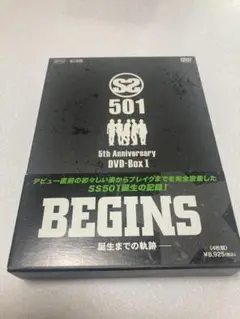 SS
501
5th Anniversary
DVD-Box 1
デビュー直前の初々しい姿からブレイクまでを完全密着した
SS501誕生の記録!
BEGINS
誕生までの軌跡
(4枚組)
¥8,925(税込)